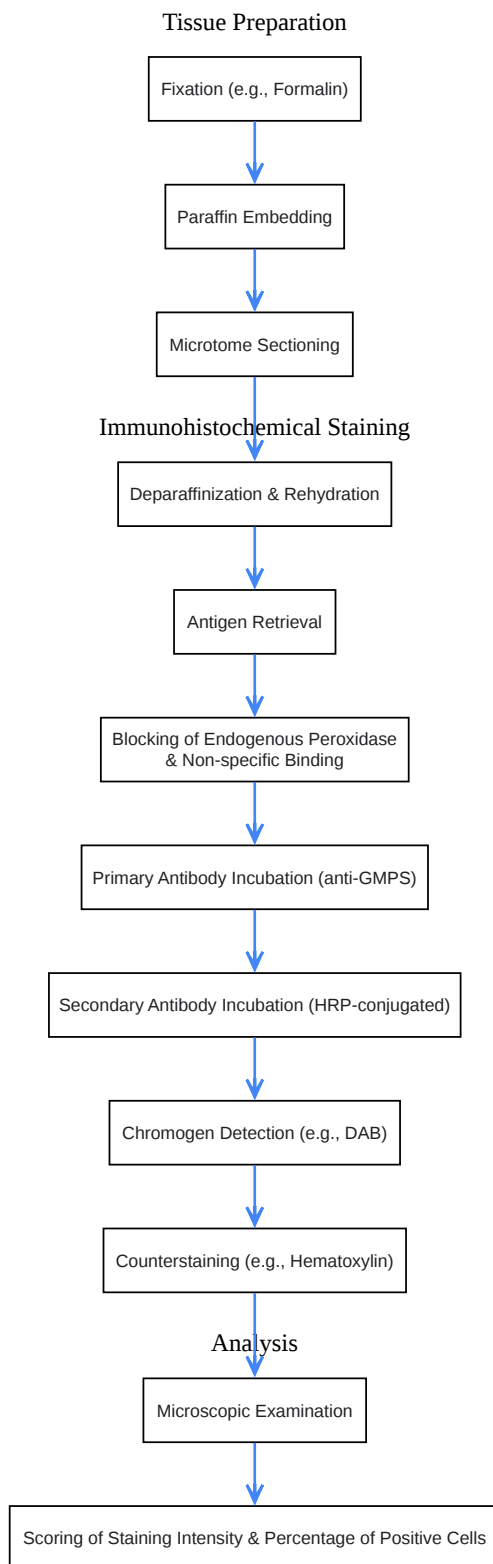 Tissue Preparation
Fixation (e.g., Formalin)
Paraffin Embedding
Microtome Sectioning
Immunohistochemical Staining
Deparaffinization & Rehydration
Antigen Retrieval
Blocking of Endogenous Peroxidase
& Non-specific Binding
Primary Antibody Incubation (anti-GMPS)
Secondary Antibody Incubation (HRP-conjugated)
Chromogen Detection (e.g., DAB)
Counterstaining (e.g., Hematoxylin)
Analysis
Microscopic Examination
Scoring of Staining Intensity & Percentage of Positive Cells